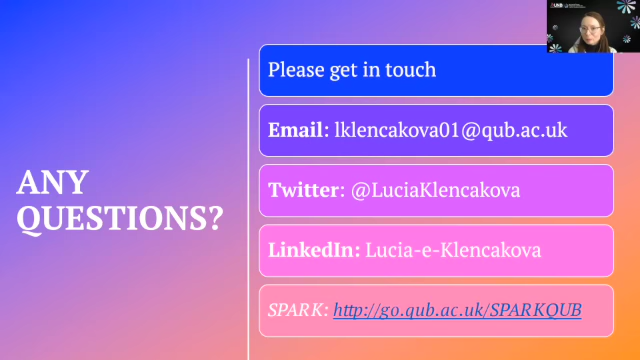 ANY
QUESTIONS?
Please get in touch
Email: lklencakova01@qub.ac.uk
Twitter: @LuciaKlencakova
LinkedIn: Lucia-e-Klencakova
SPARK: http://go.qub.ac.uk/SPARKQUB